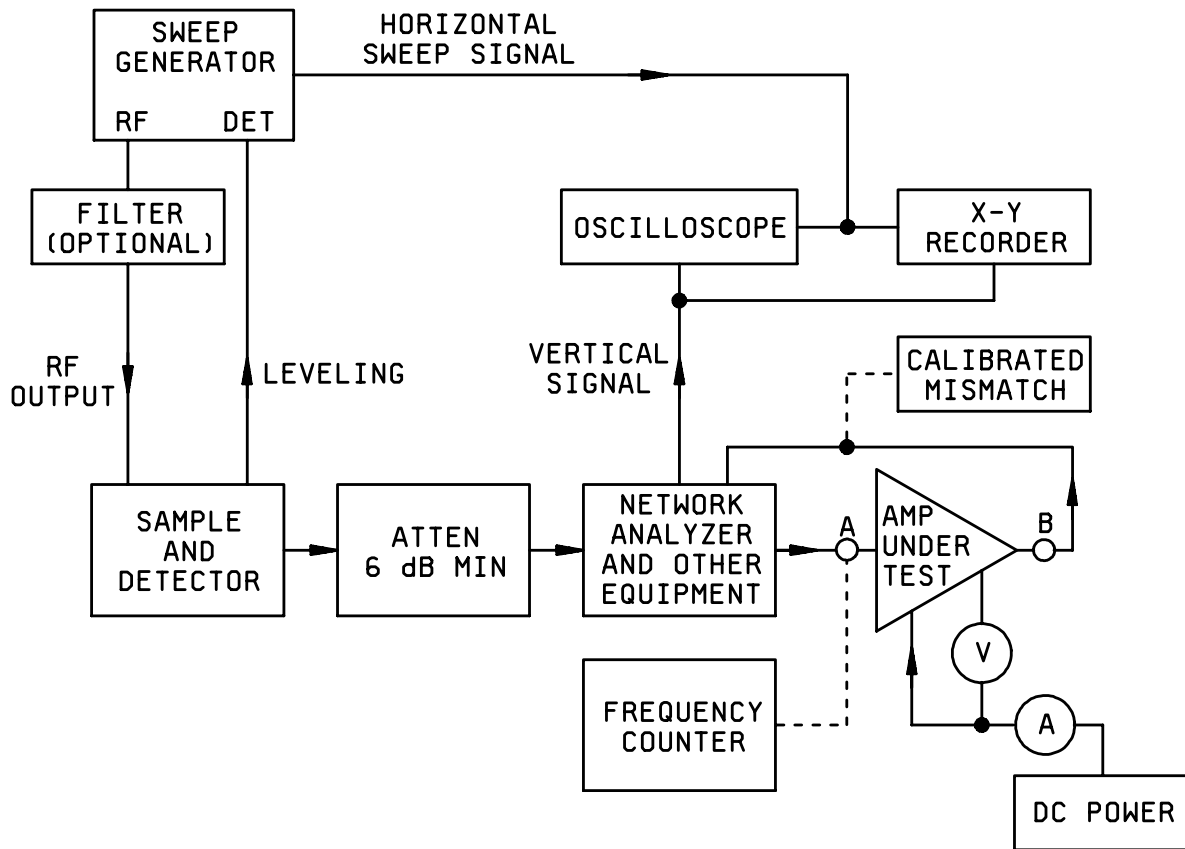 SWEEP
GENERATOR
RF
DET
HORIZONTAL
SWEEP SIGNAL
FILTER
(OPTIONAL)
OSCILLOSCOPE
X-Y
RECORDER
RF
OUTPUT
LEVELING
VERTICAL
SIGNAL
CALIBRATED
MISMATCH
SAMPLE
AND
DETECTOR
ATTEN
6 dB MIN
NETWORK
ANALYZER
AND OTHER
EQUIPMENT
A
AMP
UNDER
TEST
B
V
FREQUENCY
COUNTER
A
DC POWER